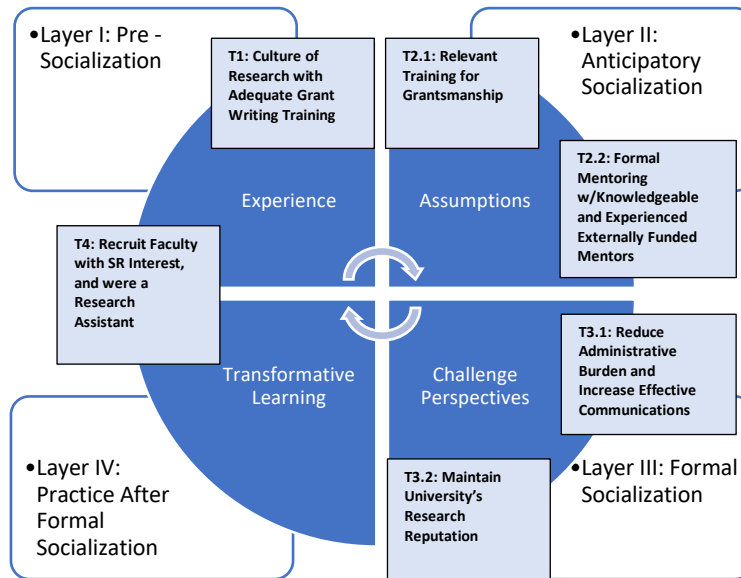 •Layer I: Pre -
Socialization
T1: Culture of
Research with
Adequate Grant
Writing Training
T2.1: Relevant
Training for
Grantsmanship
•Layer II:
Anticipatory
Socialization
T2.2: Formal
Mentoring
w/Knowledgeable
and Experienced
Externally Funded
Mentors
Experience
Assumptions
T4: Recruit Faculty
with SR Interest,
and were a
Research
Assistant
Transformative
Learning
Challenge
Perspectives
T3.1: Reduce
Administrative
Burden and
Increase Effective
Communications
•Layer IV:
Practice After
Formal
Socialization
T3.2: Maintain
University’s
Research
Reputation
•Layer III: Formal
Socialization